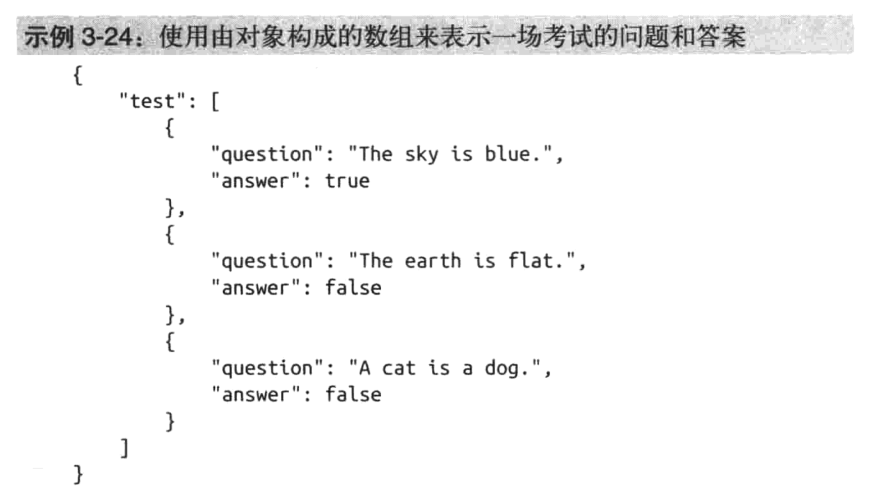 示例 3-24：使用由对象构成的数组来表示一场考试的问题和答案
{
    "test": [
        {
            "question": "The sky is blue.",
            "answer": true
        },
        {
            "question": "The earth is flat.",
            "answer": false
        },
        {
            "question": "A cat is a dog.",
            "answer": false
        }
    ]
}